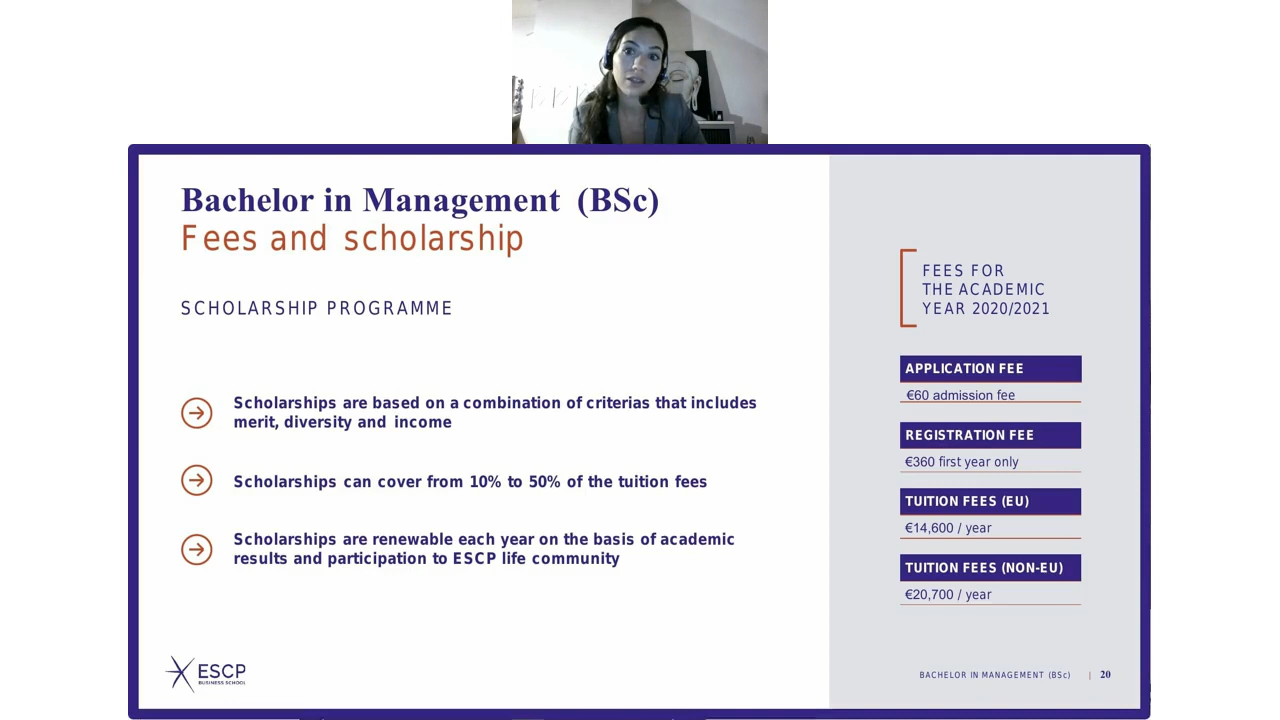 Bachelor in Management (BSc)
Fees and scholarship
SCHOLARSHIP PROGRAMME
Scholarships are based on a combination of criterias that includes
merit, diversity and income
Scholarships can cover from 10% to 50% of the tuition fees
Scholarships are renewable each year on the basis of academic
results and participation to ESCP life community
FEES FOR
THE ACADEMIC
YEAR 2020/2021
APPLICATION FEE
€60 admission fee
REGISTRATION FEE
€360 first year only
TUITION FEES (EU)
€14,600 / year
TUITION FEES (NON-EU)
€20,700 / year
ESCP
BUSINESS SCHOOL
BACHELOR IN MANAGEMENT (BSc) | 20